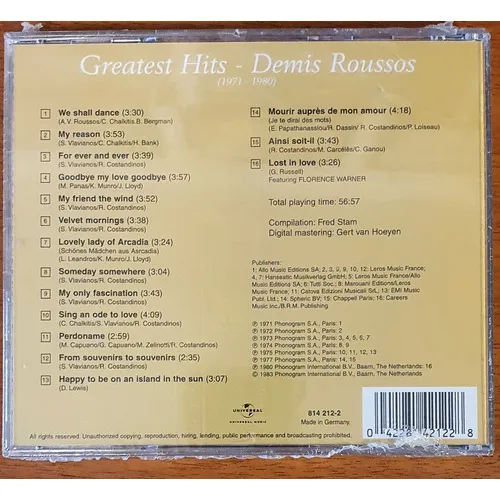 Greatest Hits - Demis Roussos
(1971 - 1980)
1 We shall dance (3:30)
(A.V. Roussos/C. Chalkitis/B. Bergman)
2 My reason (3:53)
(S. Vlavianos/C. Chalkitis/H. Bank)
3 For ever and ever (3:39)
(S. Vlavianos/R. Costandinos)
4 Goodbye my love goodbye (3:57)
(M. Panas/K. Munro/J. Lloyd)
5 My friend the wind (3:52)
(S. Vlavianos/R. Costandinos)
6 Velvet mornings (3:38)
(S. Vlavianos/R. Costandinos)
7 Lovely lady of Arcadia (3:24)
(Schönes Mädchen aus Asrcadia)
(L. Leandros/K. Munro/J. Lloyd)
8 Someday somewhere (3:04)
(S. Vlavianos/R. Costandinos)
9 My only fascination (3:43)
(S. Vlavianos/R. Costandinos)
10 Sing an ode to love (4:09)
(C. Chalkitis/S. Vlavianos/R. Costandinos)
11 Perdoname (2:59)
(M. Capuano/G. Capuano/M. Zelinotti/R. Costandinos)
12 From souvenirs to souvenirs (2:35)
(S. Vlavianos/R. Costandinos)
13 Happy to be on an island in the sun (3:07)
(D. Lewis)
14 Mourir auprès de mon amour (4:18)
(Je te dirai des mots)
(E. Papathanassiou/R. Dassin/ R. Costandinos/P. Loiseau)
15 Ainsi soit-il (3:43)
(R. Costandinos/M. Carcélès/C. Ganou)
16 Lost in love (3:26)
(G. Russell)
Featuring FLORENCE WARNER
Total playing time: 56:57
Compilation: Fred Stam
Digital mastering: Gert van Hoeyen
Publishers:
1: Allo Music Editions SA; 2, 3, 9, 10, 12: Leros Music France;
4, 7: Hanseatic Musikverlag GmbH; 5: Leros Music France/Allo
Music Editions SA; 6: Tutti Soc.; 8: Marouani Editions/Leros
Music France; 11: Catova Edizioni Musicali SrL; 13: EMI Music
Publ. Ltd.; 14: Spheric BV; 15: Chappell Paris; 16: Careers
Music Inc./B.R.M. Publishing
℗ 1971 Phonogram S.A., Paris: 1
℗ 1972 Phonogram S.A., Paris: 2
℗ 1973 Phonogram S.A., Paris: 3, 4, 5, 6, 7
℗ 1974 Phonogram S.A., Paris: 8, 9
℗ 1975 Phonogram S.A., Paris: 10, 11, 12, 13
℗ 1977 Phonogram S.A., Paris: 14, 15
℗ 1980 Phonogram International B.V., Baarn, The Netherlands: 16
© 1983 Phonogram International B.V., Baarn, The Netherlands
UNIVERSAL
UNIVERSAL MUSIC
814 212-2
Made in Germany.
All rights reserved. Unauthorized copying, reproduction, hiring, lending, public performance and broadcasting prohibited.